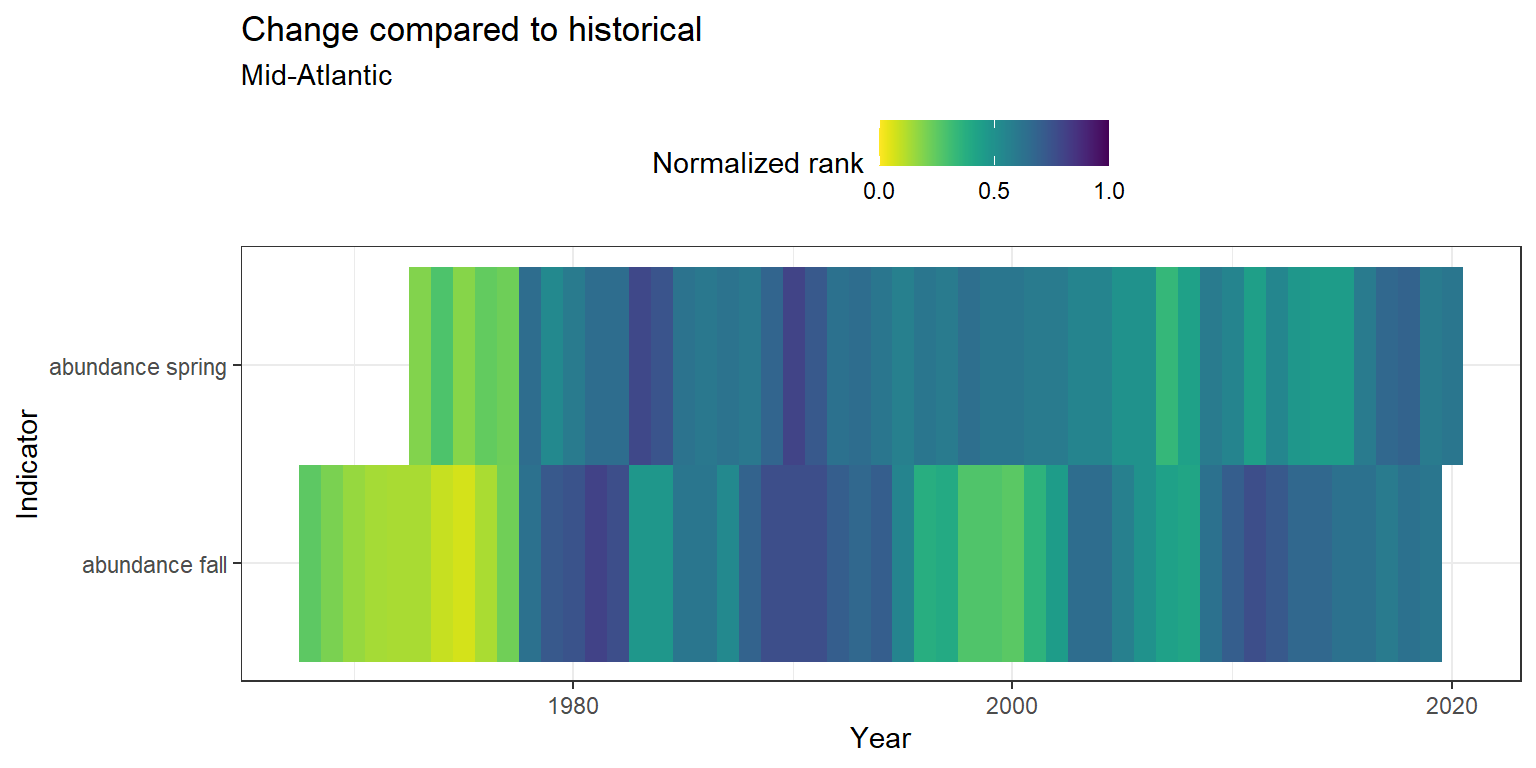 Change compared to historical
Mid-Atlantic
Normalized rank
0.0 0.5 1.0
abundance spring
abundance fall
Indicator
1980 2000 2020
Year